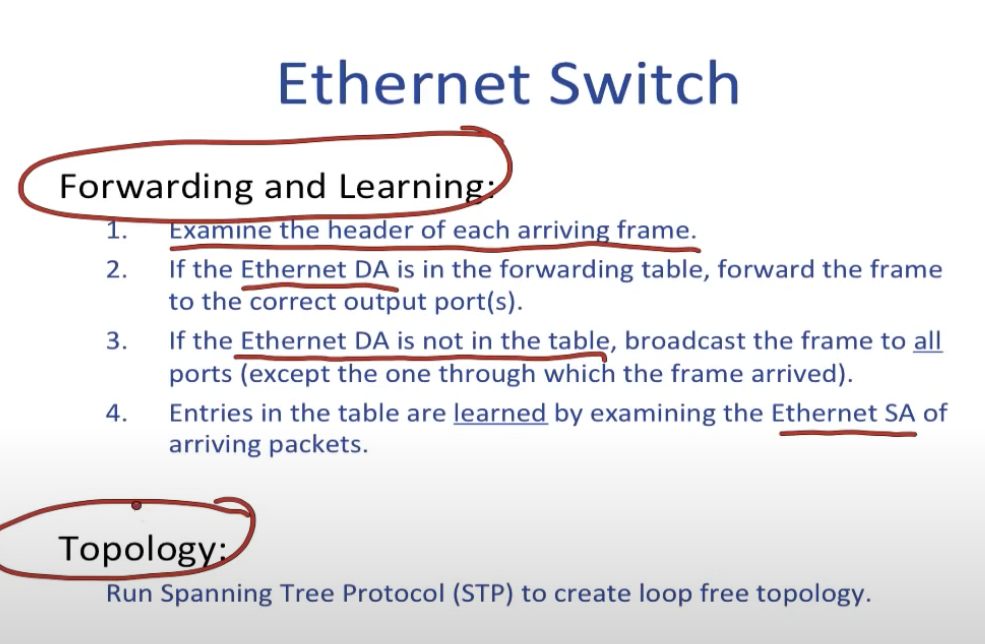 Ethernet Switch
Forwarding and Learning:
1. Examine the header of each arriving frame.
2. If the Ethernet DA is in the forwarding table, forward the frame
to the correct output port(s).
3. If the Ethernet DA is not in the table, broadcast the frame to all
ports (except the one through which the frame arrived).
4. Entries in the table are learned by examining the Ethernet SA of
arriving packets.
Topology:
Run Spanning Tree Protocol (STP) to create loop free topology.